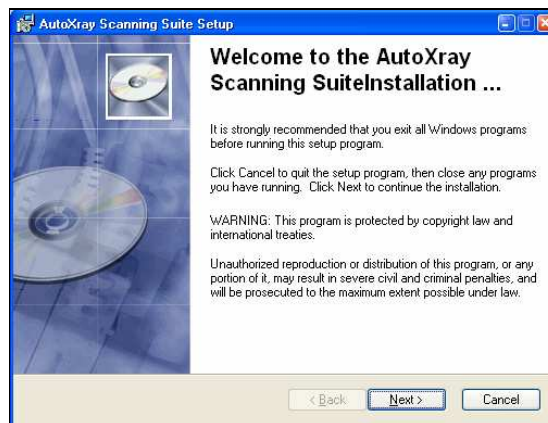 AutoXray Scanning Suite Setup
Welcome to the AutoXray
Scanning SuiteInstallation ...
It is strongly recommended that you exit all Windows programs
before running this setup program.
Click Cancel to quit the setup program, then close any programs
you have running. Click Next to continue the installation.
WARNING: This program is protected by copyright law and
international treaties.
Unauthorized reproduction or distribution of this program, or any
portion of it, may result in severe civil and criminal penalties, and
will be prosecuted to the maximum extent possible under law.
< Back Next > Cancel